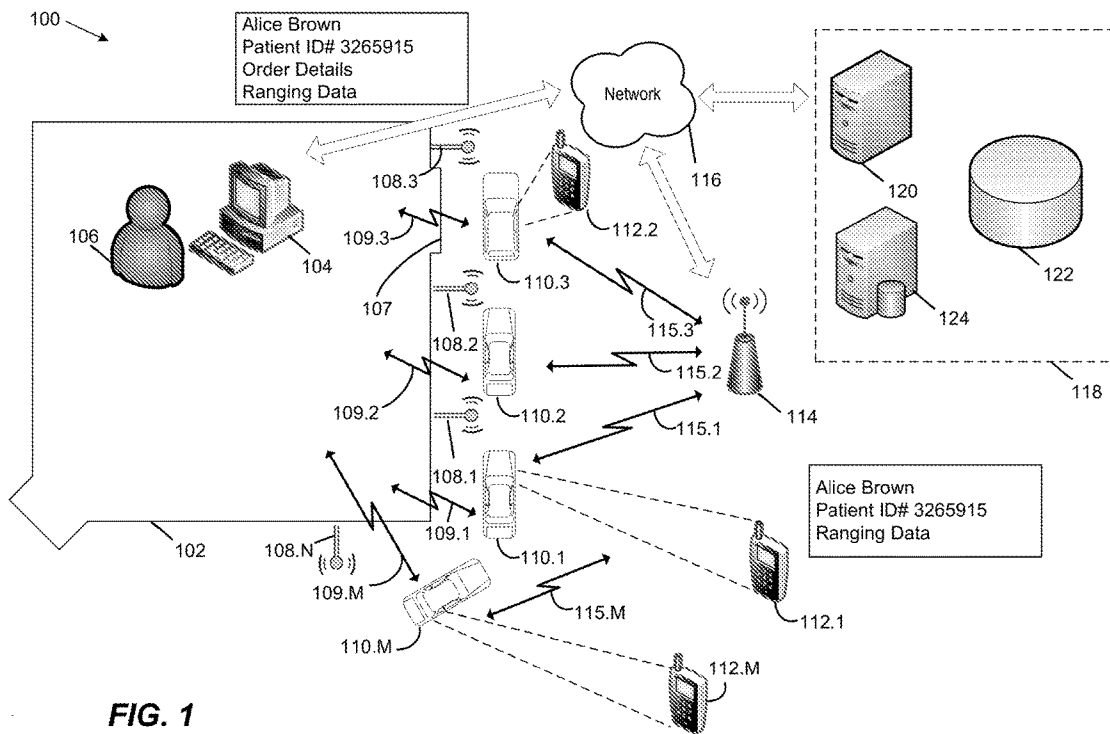 100
Alice Brown
Patient ID# 3265915
Order Details
Ranging Data
Network
116
108.3
112.2
120
106
104
109.3
107
110.3
122
124
108.2
115.3
115.2
114
118
109.2
110.2
115.1
108.1
Alice Brown
Patient ID# 3265915
Ranging Data
102
108.N
109.1
110.1
109.M
115.M
112.1
110.M
112.M
FIG. 1